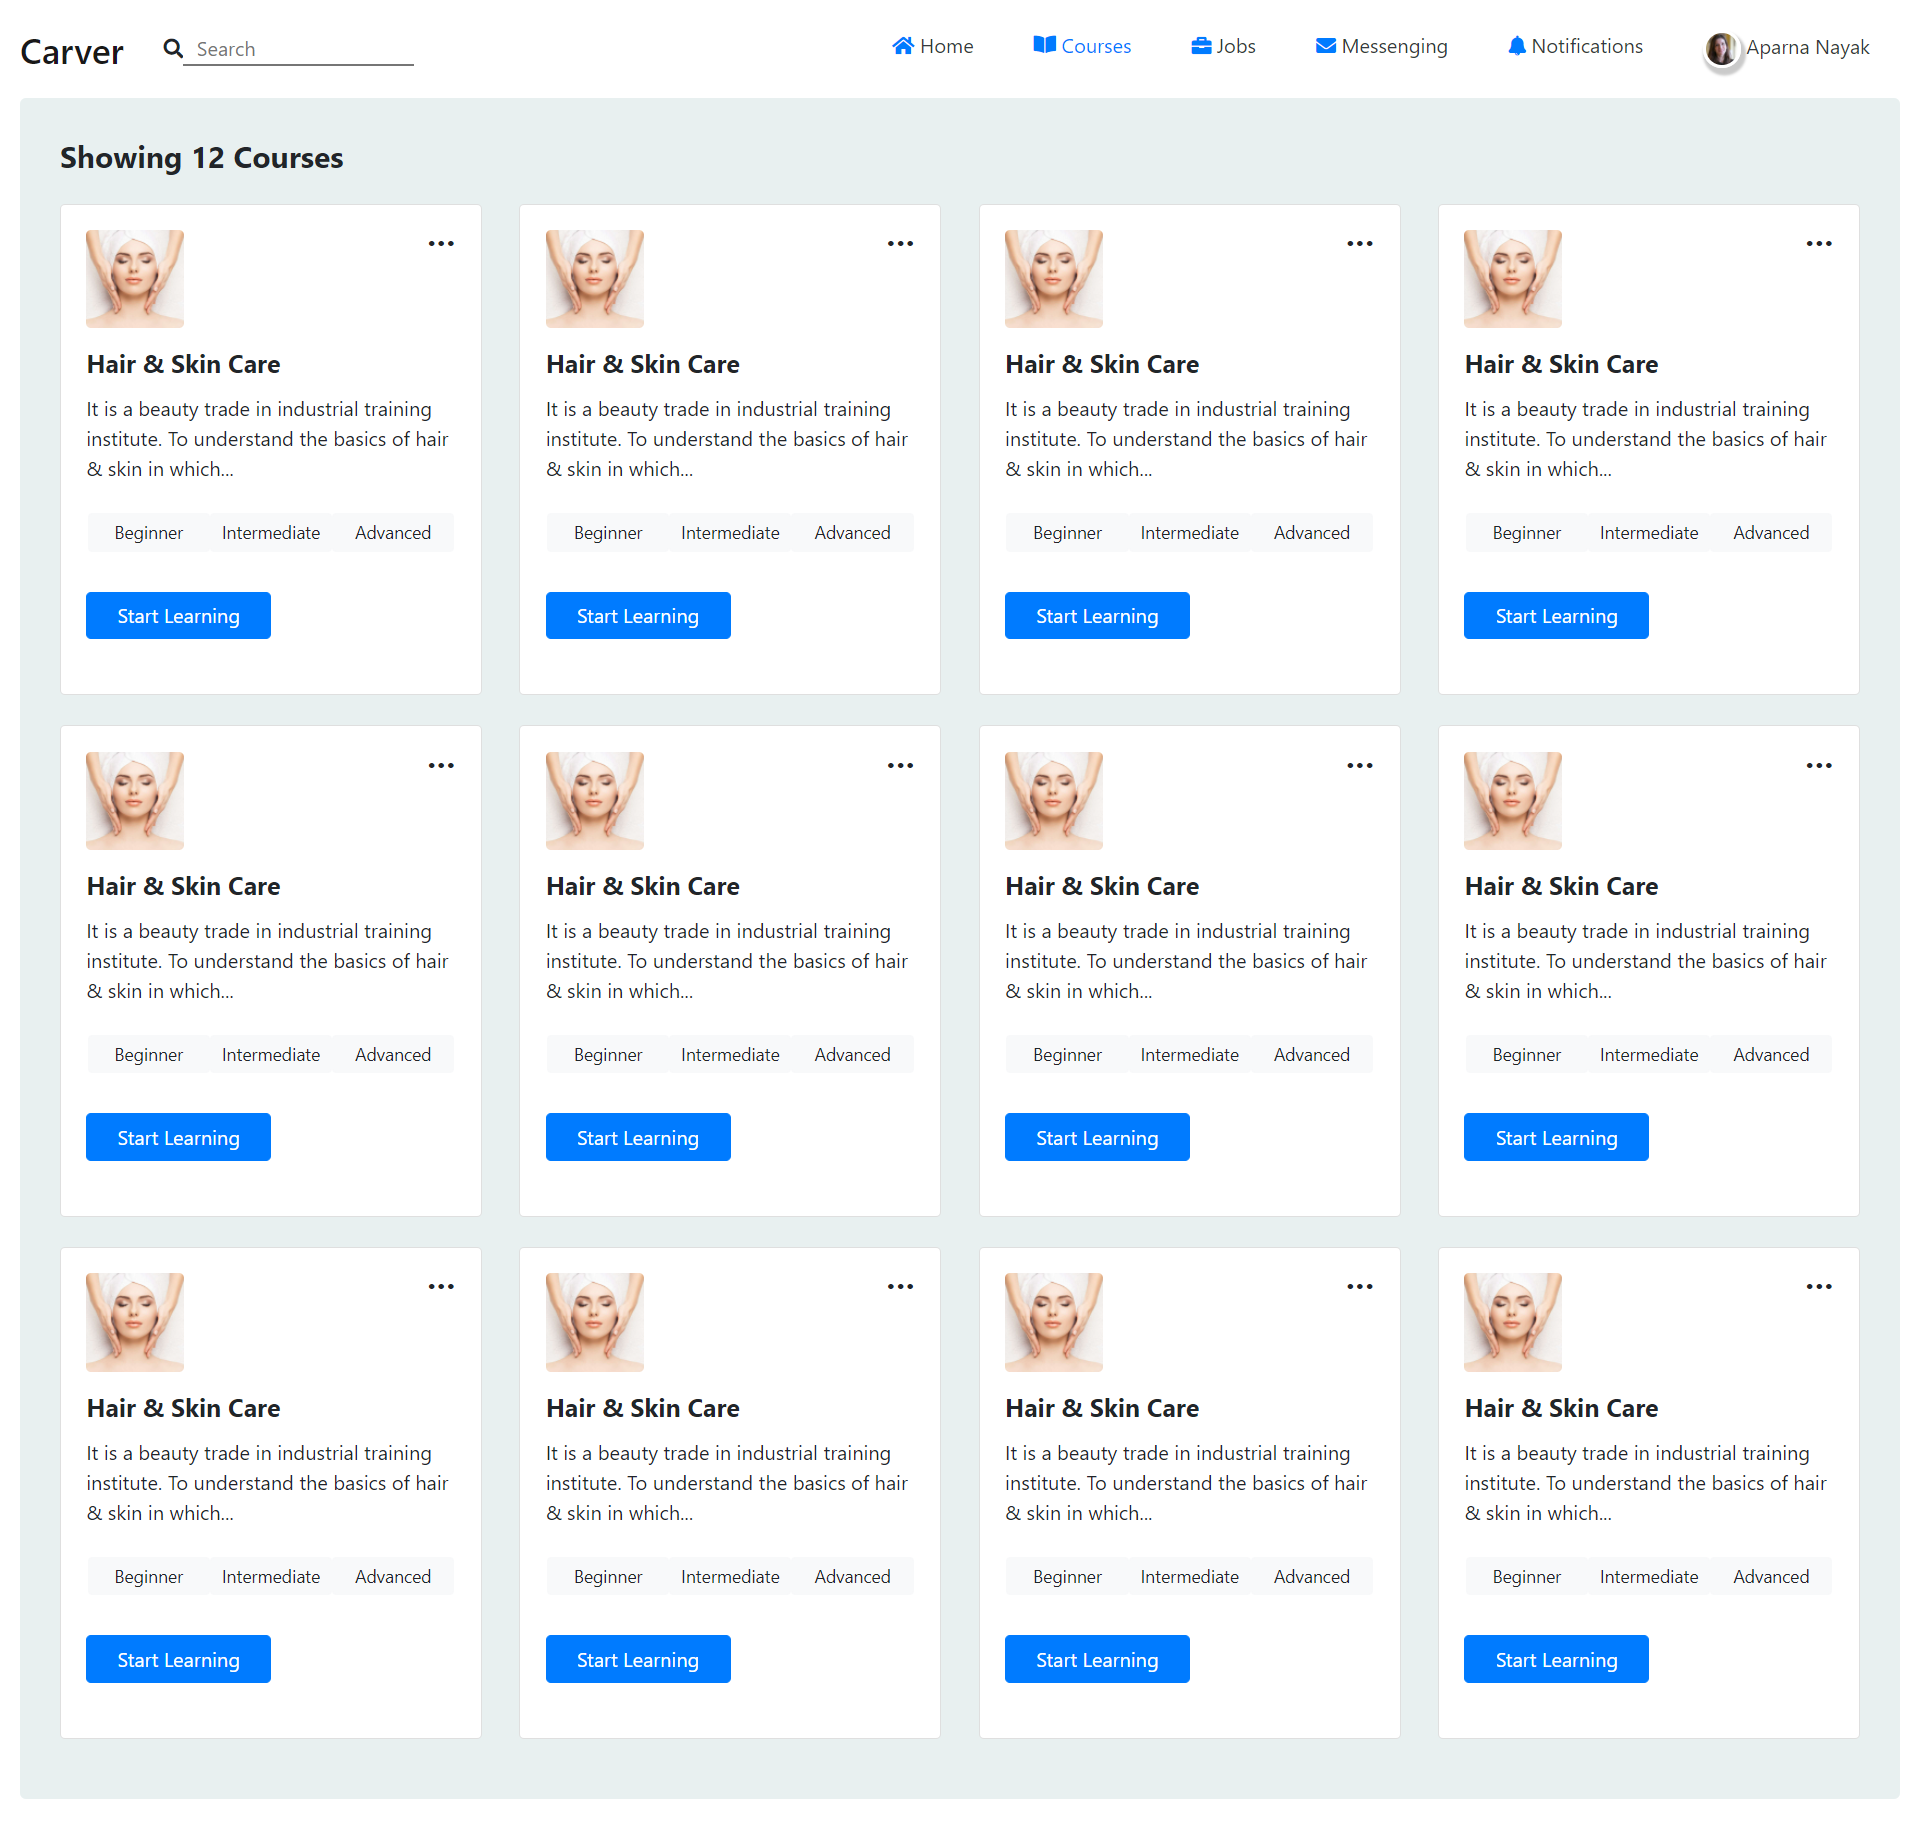 Carver
Search
Home
Courses
Jobs
Messenging
Notifications
Aparna Nayak
Showing 12 Courses
Hair & Skin Care
It is a beauty trade in industrial training
institute. To understand the basics of hair
& skin in which...
Beginner Intermediate Advanced
Start Learning
Hair & Skin Care
It is a beauty trade in industrial training
institute. To understand the basics of hair
& skin in which...
Beginner Intermediate Advanced
Start Learning
Hair & Skin Care
It is a beauty trade in industrial training
institute. To understand the basics of hair
& skin in which...
Beginner Intermediate Advanced
Start Learning
Hair & Skin Care
It is a beauty trade in industrial training
institute. To understand the basics of hair
& skin in which...
Beginner Intermediate Advanced
Start Learning
Hair & Skin Care
It is a beauty trade in industrial training
institute. To understand the basics of hair
& skin in which...
Beginner Intermediate Advanced
Start Learning
Hair & Skin Care
It is a beauty trade in industrial training
institute. To understand the basics of hair
& skin in which...
Beginner Intermediate Advanced
Start Learning
Hair & Skin Care
It is a beauty trade in industrial training
institute. To understand the basics of hair
& skin in which...
Beginner Intermediate Advanced
Start Learning
Hair & Skin Care
It is a beauty trade in industrial training
institute. To understand the basics of hair
& skin in which...
Beginner Intermediate Advanced
Start Learning
Hair & Skin Care
It is a beauty trade in industrial training
institute. To understand the basics of hair
& skin in which...
Beginner Intermediate Advanced
Start Learning
Hair & Skin Care
It is a beauty trade in industrial training
institute. To understand the basics of hair
& skin in which...
Beginner Intermediate Advanced
Start Learning
Hair & Skin Care
It is a beauty trade in industrial training
institute. To understand the basics of hair
& skin in which...
Beginner Intermediate Advanced
Start Learning
Hair & Skin Care
It is a beauty trade in industrial training
institute. To understand the basics of hair
& skin in which...
Beginner Intermediate Advanced
Start Learning